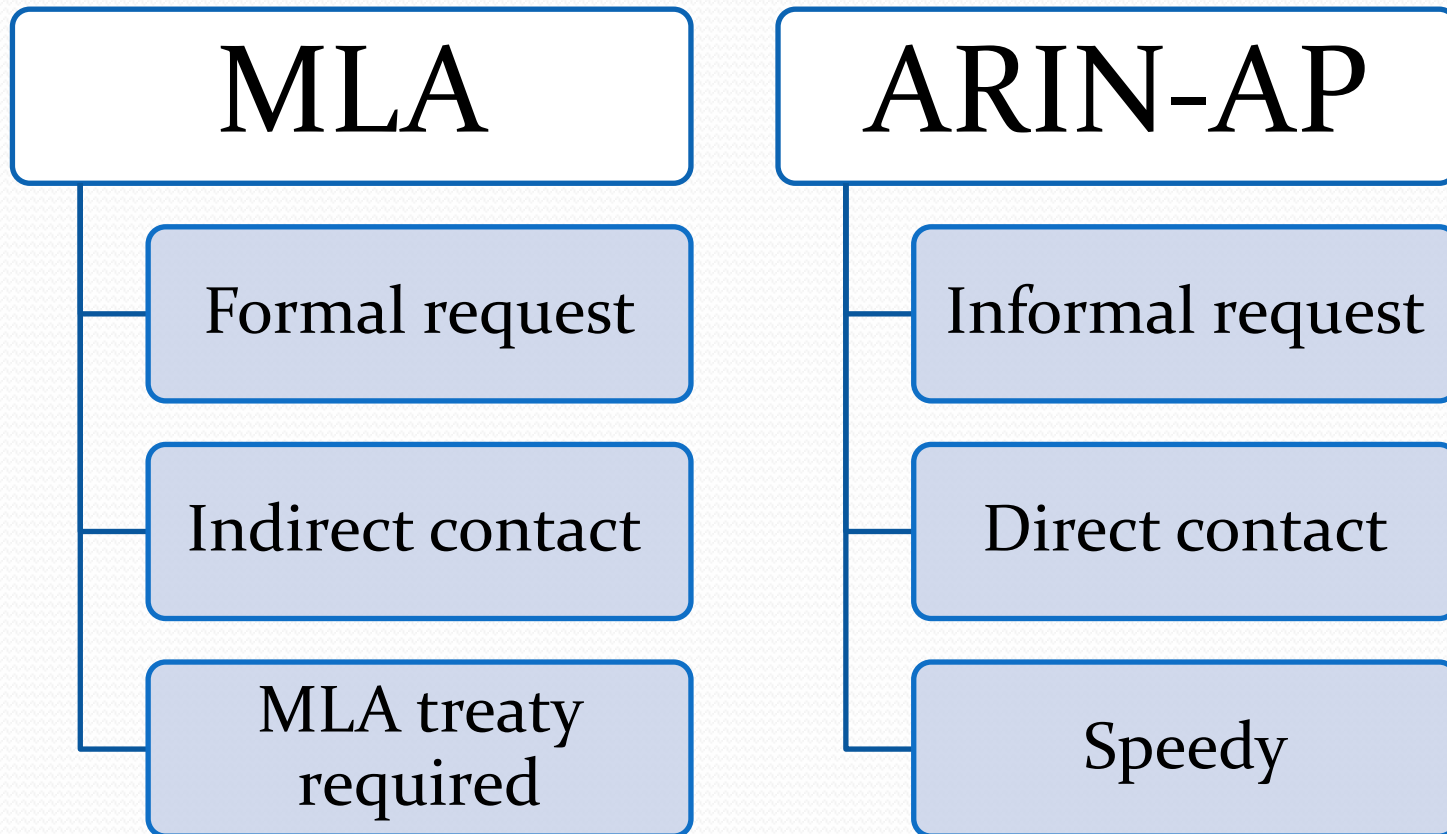 MLA
Formal request
Indirect contact
MLA treaty
required
ARIN-AP
Informal request
Direct contact
Speedy